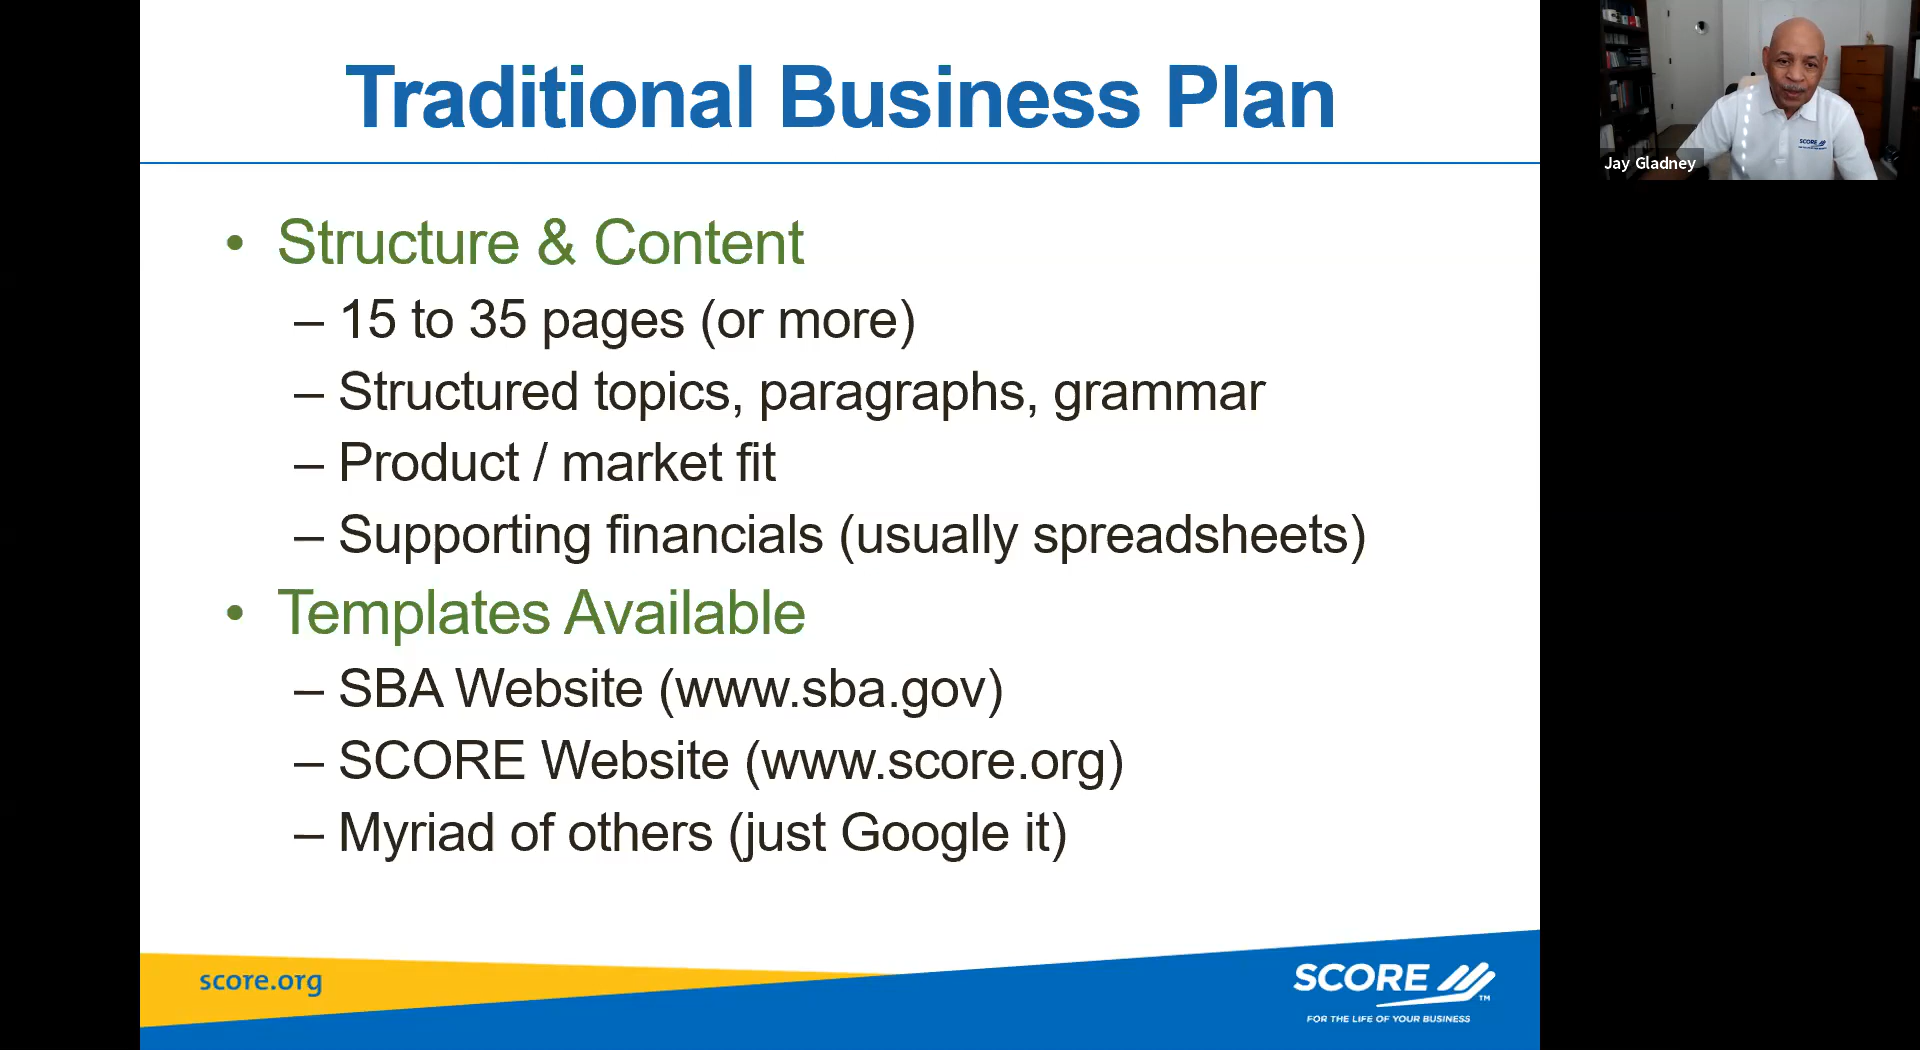 Traditional Business Plan
• Structure & Content
– 15 to 35 pages (or more)
– Structured topics, paragraphs, grammar
– Product / market fit
– Supporting financials (usually spreadsheets)
• Templates Available
– SBA Website (www.sba.gov)
– SCORE Website (www.score.org)
– Myriad of others (just Google it)
score.org
SCORE
TM
FOR THE LIFE OF YOUR BUSINESS
SCORE
Jay Gladney